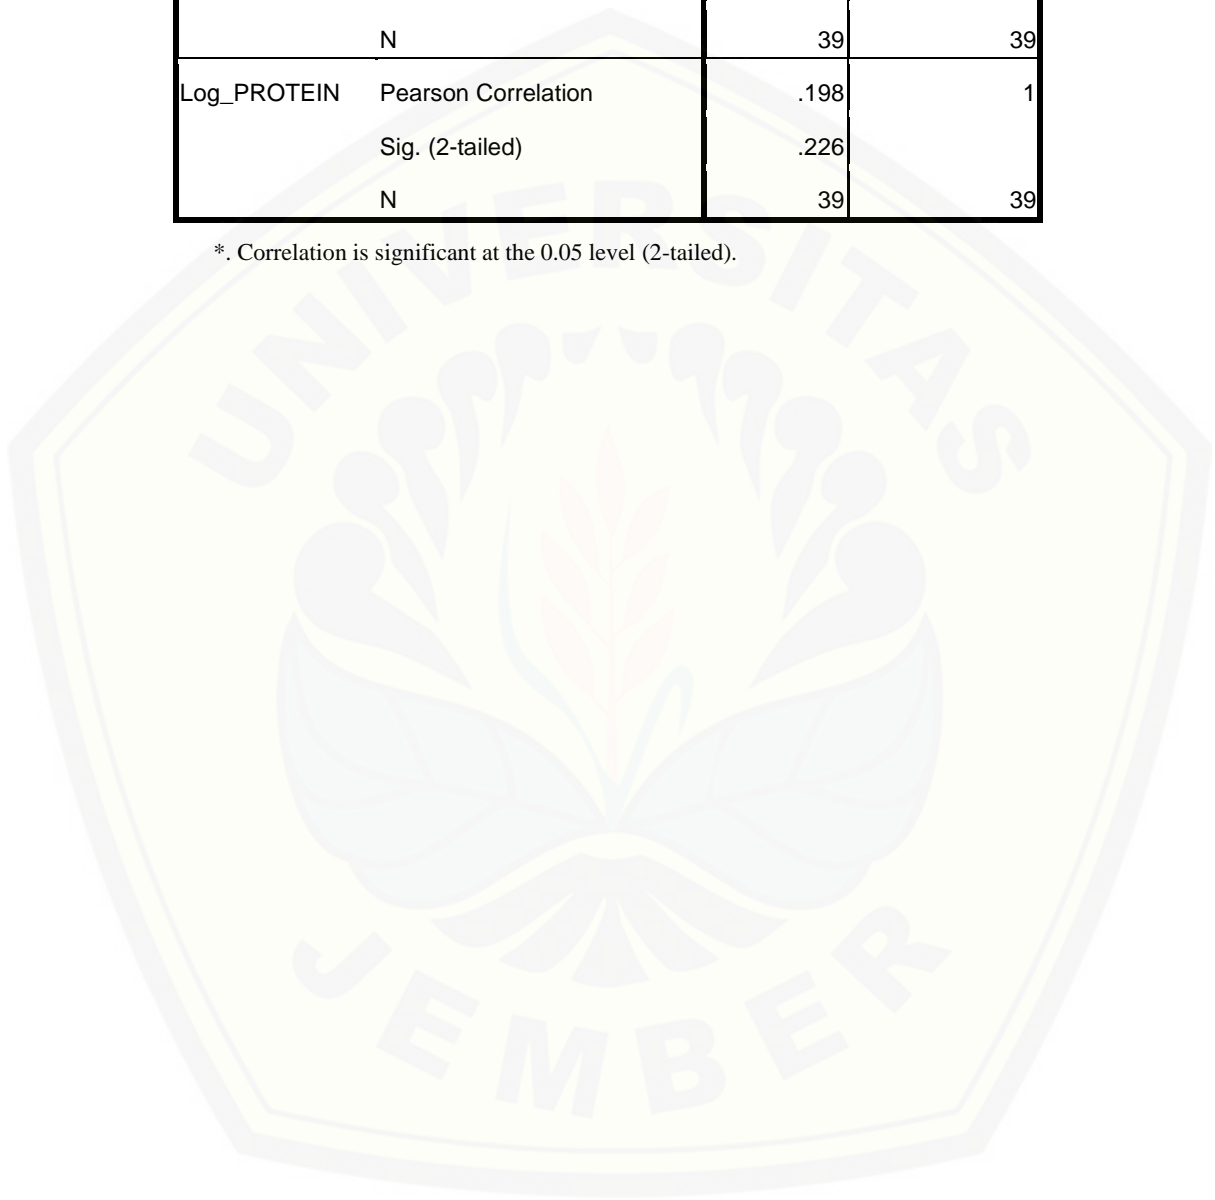 N 39 39
Log_PROTEIN Pearson Correlation .198 1
Sig. (2-tailed) .226
N 39 39
*. Correlation is significant at the 0.05 level (2-tailed).
UNIVERSITAS
JEMBER